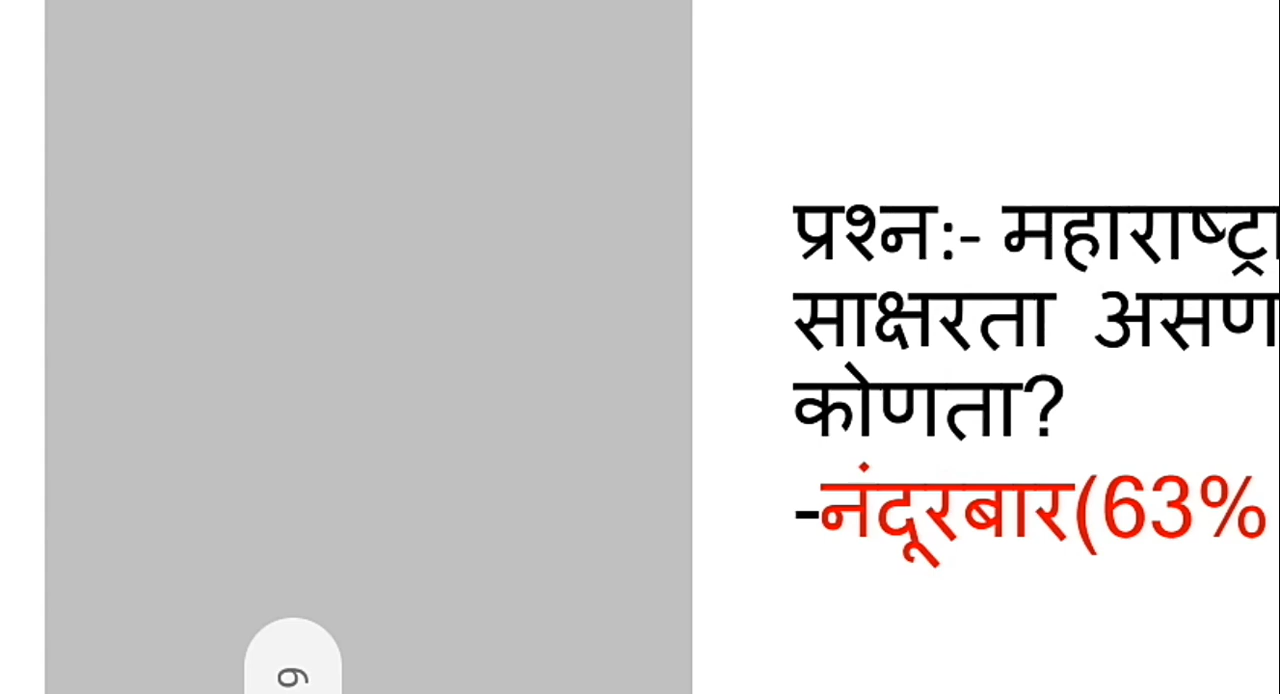 प्रश्न:- महाराष्ट्रा
साक्षरता असण
कोणता?
-नंदूरबार(63%